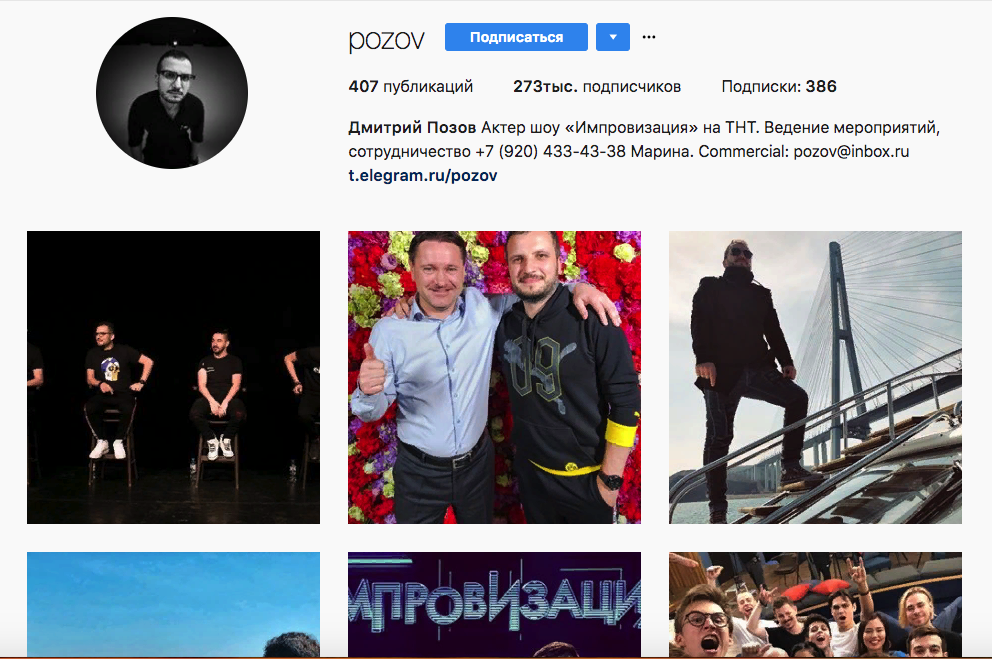 pozov Подписаться ...
407 публикаций 273тыс. подписчиков Подписки: 386
Дмитрий Позов Актер шоу «Импровизация» на ТНТ. Ведение мероприятий,
сотрудничество +7 (920) 433-43-38 Марина. Commercial: pozov@inbox.ru
t.elegram.ru/pozov
09
МПРОВИЗАЦИ